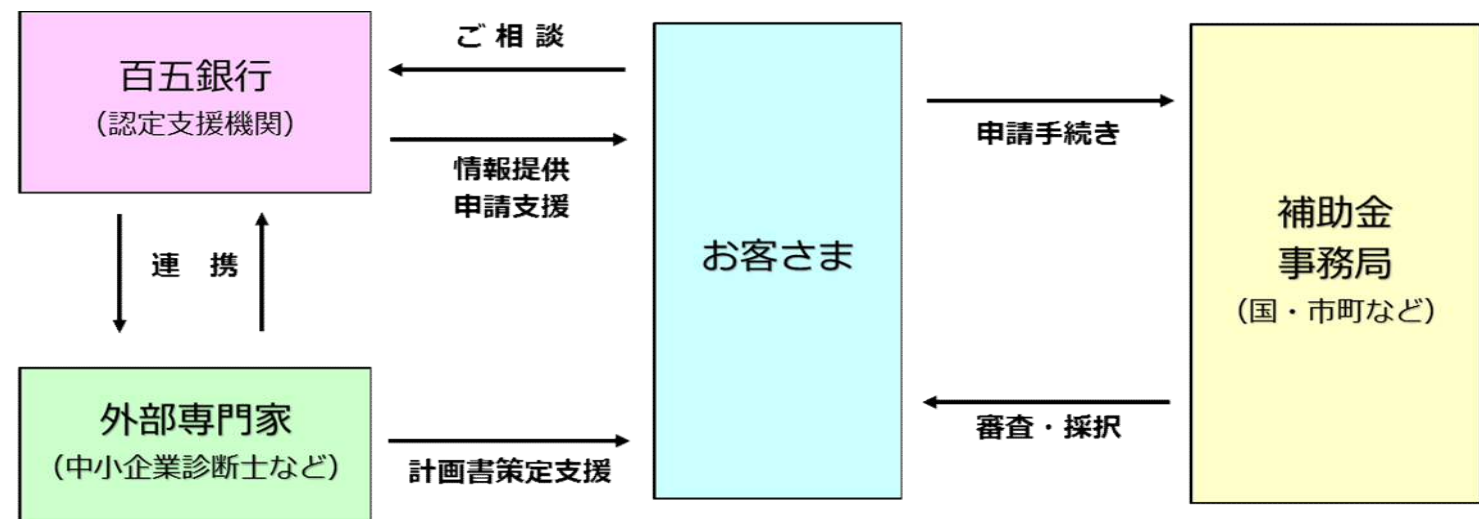 百五銀行
（認定支援機関）
ご 相 談
情報提供
申請支援
連 携
外部専門家
（中小企業診断士など）
計画書策定支援
お客さま
申請手続き
審査・採択
補助金
事務局
（国・市町など）